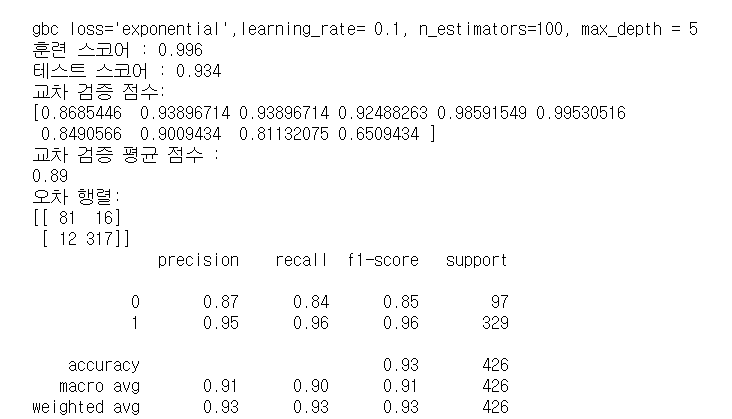 gbc loss='exponential',learning_rate= 0.1, n_estimators=100, max_depth = 5
훈련 스코어 : 0.996
테스트 스코어 : 0.934
교차 검증 점수:
[0.8685446  0.93896714 0.93896714 0.92488263 0.98591549 0.99530516
 0.8490566  0.9009434  0.81132075 0.6509434 ]
교차 검증 평균 점수 :
0.89
오차 행렬:
[[ 81  16]
 [ 12 317]]
              precision    recall  f1-score   support
           0       0.87      0.84      0.85        97
           1       0.95      0.96      0.96       329
    accuracy                           0.93       426
   macro avg       0.91      0.90      0.91       426
weighted avg       0.93      0.93      0.93       426